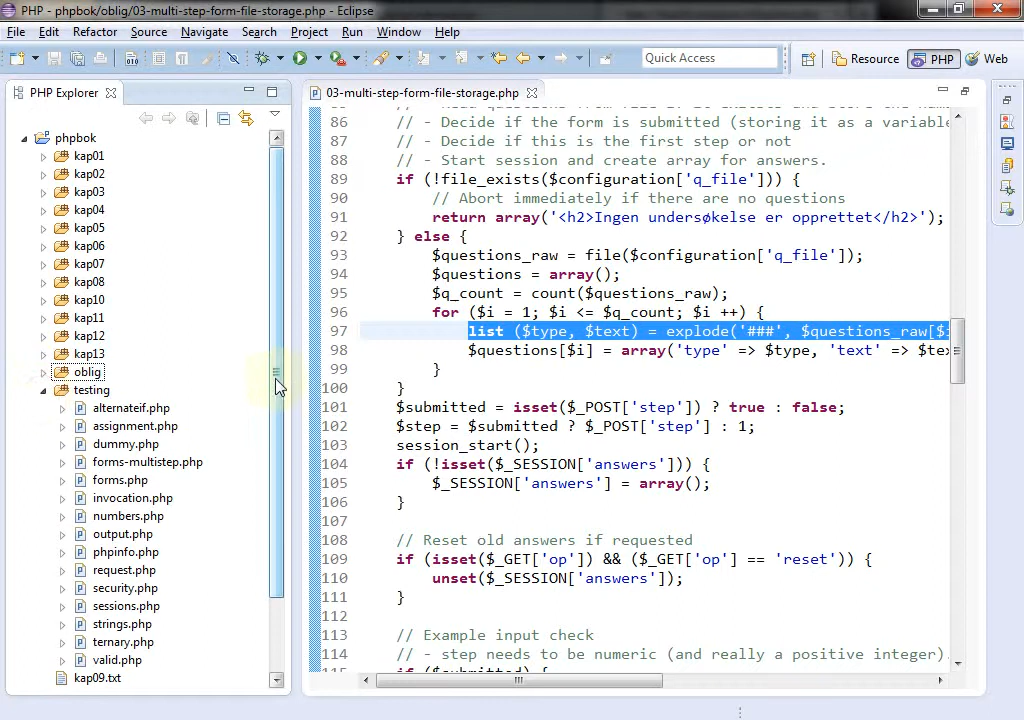 PHP - phpbok/oblig/03-multi-step-form-file-storage.php - Eclipse
File Edit Refactor Source Navigate Search Project Run Window Help
Quick Access Resource PHP Web
PHP Explorer
03-multi-step-form-file-storage.php
phpbok
kap01
kap02
kap03
kap04
kap05
kap06
kap07
kap08
kap10
kap11
kap12
kap13
oblig
testing
alternateif.php
assignment.php
dummy.php
forms-multistep.php
forms.php
invocation.php
numbers.php
output.php
phpinfo.php
request.php
security.php
sessions.php
strings.php
ternary.php
valid.php
kap09.txt
86 // - Decide if the form is submitted (storing it as a variable
87 // - Decide if this is the first step or not
88 // - Start session and create array for answers.
89 if (!file_exists($configuration['q_file'])) {
90 // Abort immediately if there are no questions
91 return array('<h2>Ingen undersøkelse er opprettet</h2>');
92 } else {
93 $questions_raw = file($configuration['q_file']);
94 $questions = array();
95 $q_count = count($questions_raw);
96 for ($i = 1; $i <= $q_count; $i ++) {
97 list ($type, $text) = explode('###', $questions_raw[$i
98 $questions[$i] = array('type' => $type, 'text' => $tex
99 }
100 }
101 $submitted = isset($_POST['step']) ? true : false;
102 $step = $submitted ? $_POST['step'] : 1;
103 session_start();
104 if (!isset($_SESSION['answers'])) {
105 $_SESSION['answers'] = array();
106 }
107
108 // Reset old answers if requested
109 if (isset($_GET['op']) && ($_GET['op'] == 'reset')) {
110 unset($_SESSION['answers']);
111 }
112
113 // Example input check
114 // - step needs to be numeric (and really a positive integer).